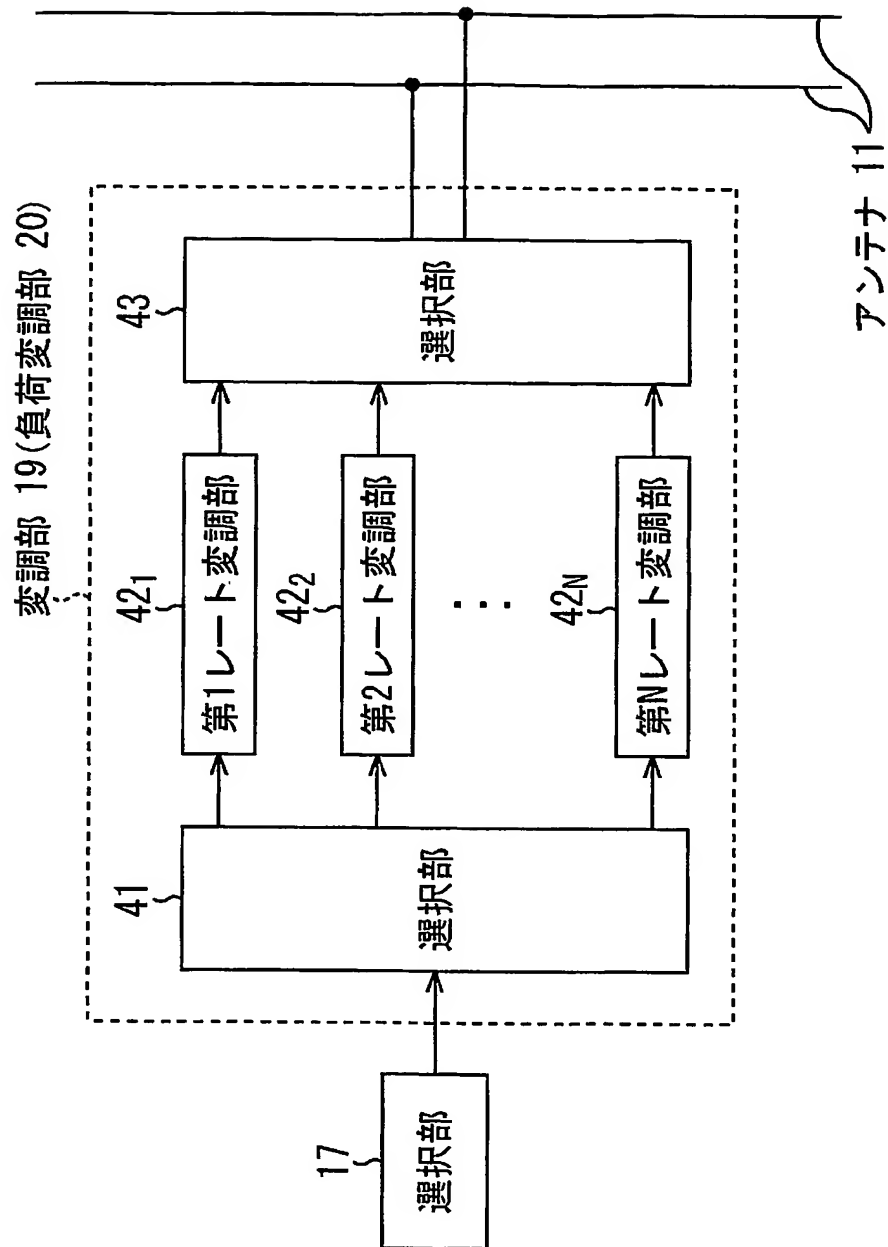 変調部 19(負荷変調部 20)
17
選択部
41
選択部
42₁
第1レート変調部
42₂
第2レート変調部
・・・
42N
第Nレート変調部
43
選択部
アンテナ 11